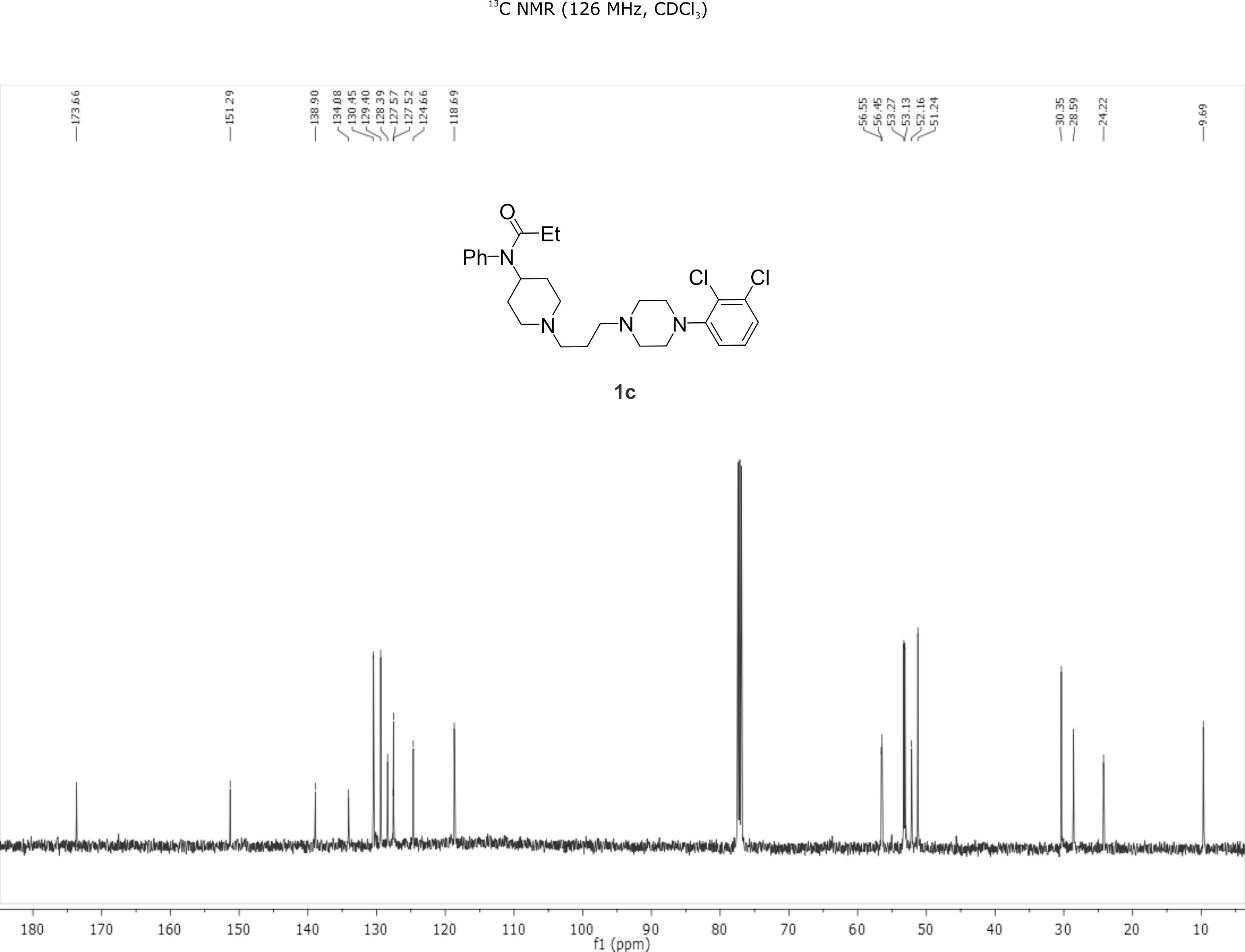 ¹³C NMR (126 MHz, CDCl₃)
173.66
151.29
138.90
134.08
130.45
129.40
128.39
127.57
127.52
124.66
118.69
56.55
56.45
53.27
53.13
52.16
51.24
30.35
28.59
24.22
9.69
O
Et
Ph
N
Cl
Cl
N
N
N
1c
180 170 160 150 140 130 120 110 100 90 80 70 60 50 40 30 20 10
f1 (ppm)